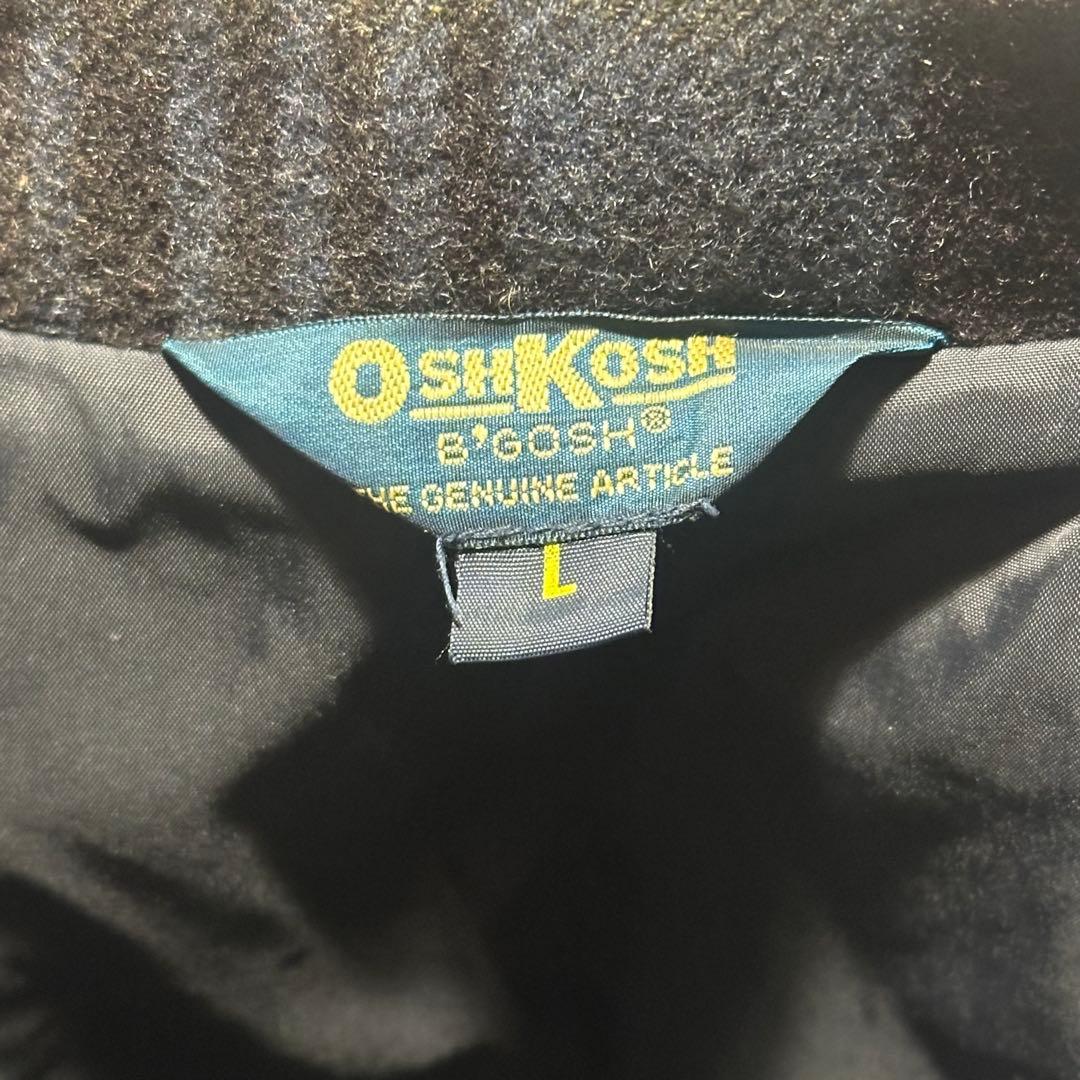 OSHKOSH
B'GOSH®
THE GENUINE ARTICLE
L